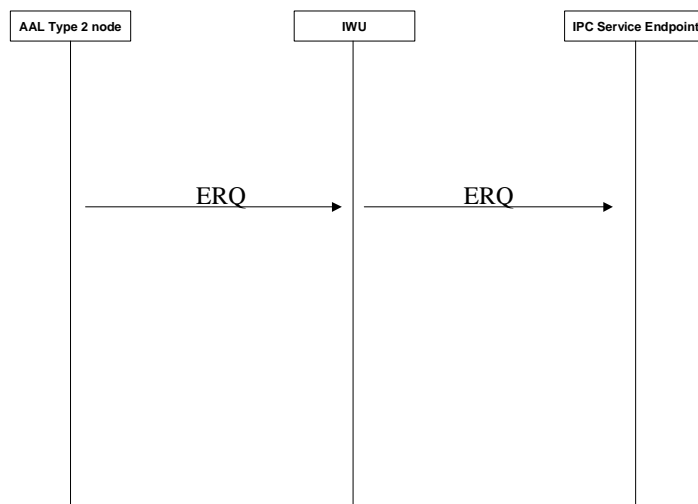 AAL Type 2 node
IWU
IPC Service Endpoint
ERQ
ERQ